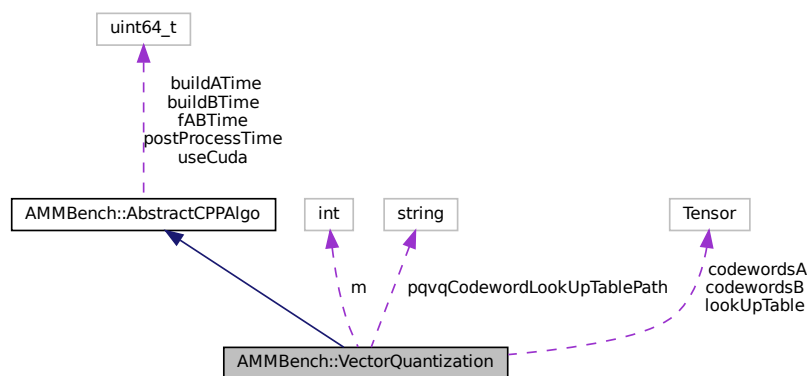 uint64_t
buildATime
buildBTime
fABTime
postProcessTime
useCuda
AMMBench::AbstractCPPAlgo
int
string
Tensor
m
pqvqCodewordLookUpTablePath
codewordsA
codewordsB
lookUpTable
AMMBench::VectorQuantization